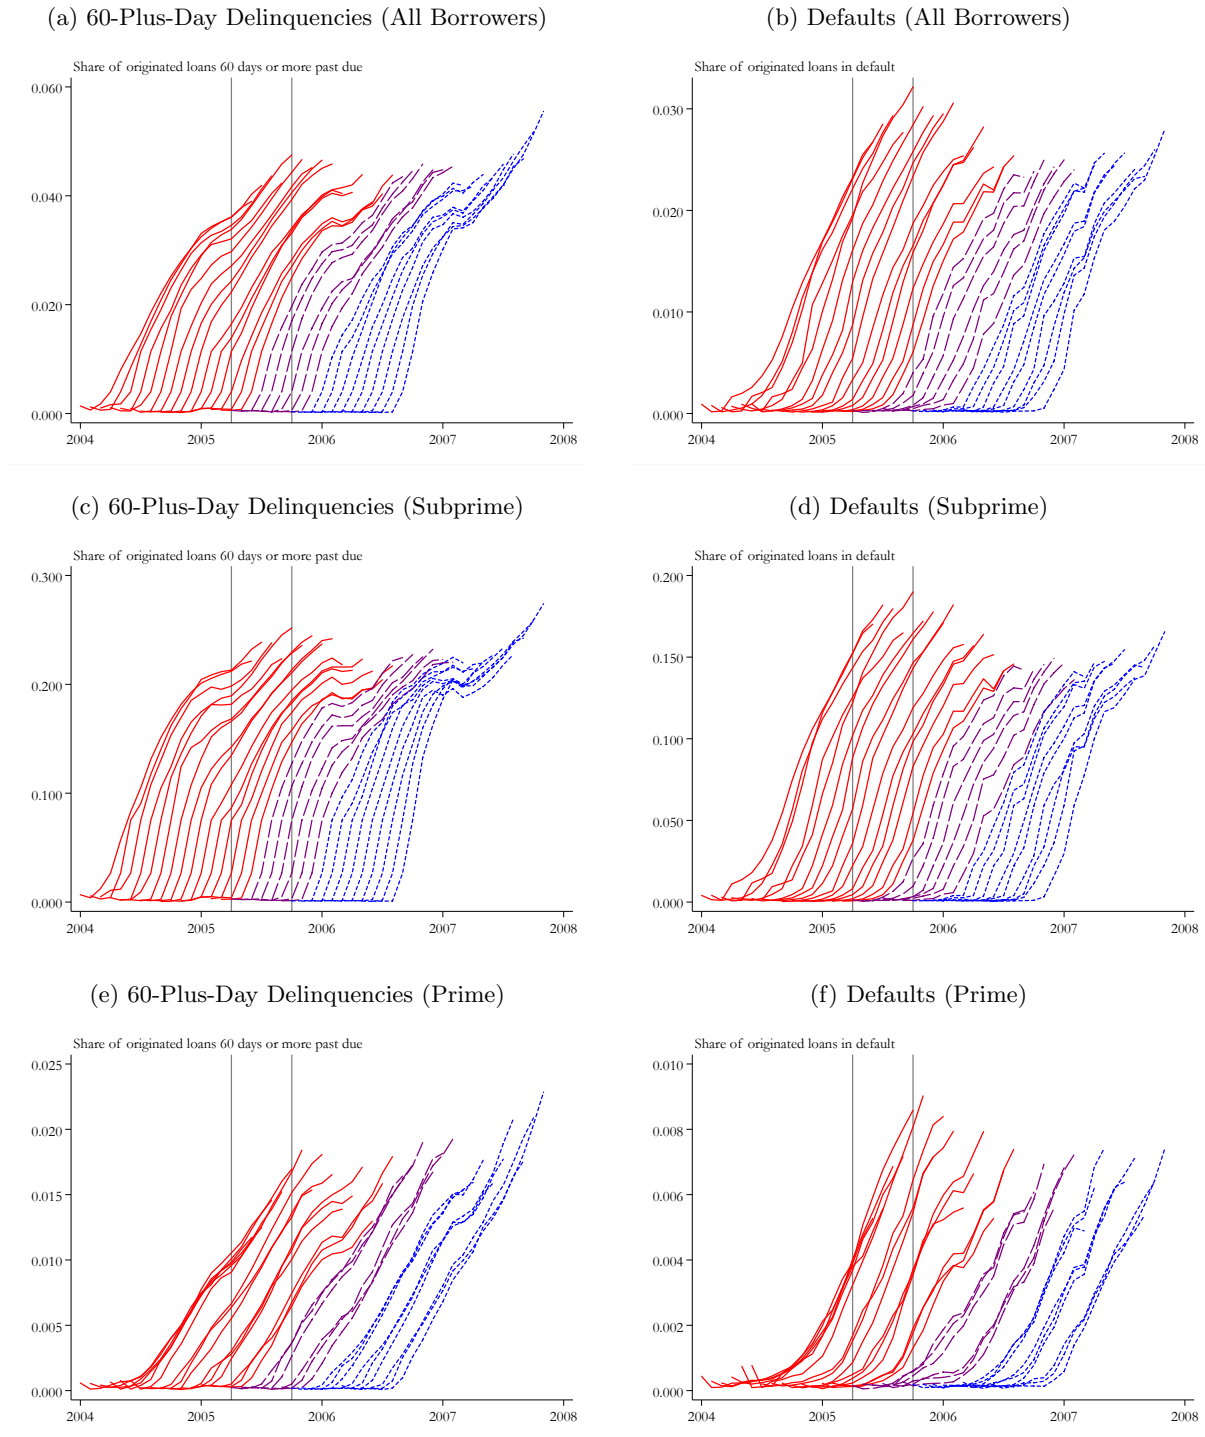 (a) 60-Plus-Day Delinquencies (All Borrowers)
Share of originated loans 60 days or more past due
0.060
0.040
0.020
0.000
2004 2005 2006 2007 2008
(b) Defaults (All Borrowers)
Share of originated loans in default
0.030
0.020
0.010
0.000
2004 2005 2006 2007 2008
(c) 60-Plus-Day Delinquencies (Subprime)
Share of originated loans 60 days or more past due
0.300
0.200
0.100
0.000
2004 2005 2006 2007 2008
(d) Defaults (Subprime)
Share of originated loans in default
0.200
0.150
0.100
0.050
0.000
2004 2005 2006 2007 2008
(e) 60-Plus-Day Delinquencies (Prime)
Share of originated loans 60 days or more past due
0.025
0.020
0.015
0.010
0.005
0.000
2004 2005 2006 2007 2008
(f) Defaults (Prime)
Share of originated loans in default
0.010
0.008
0.006
0.004
0.002
0.000
2004 2005 2006 2007 2008